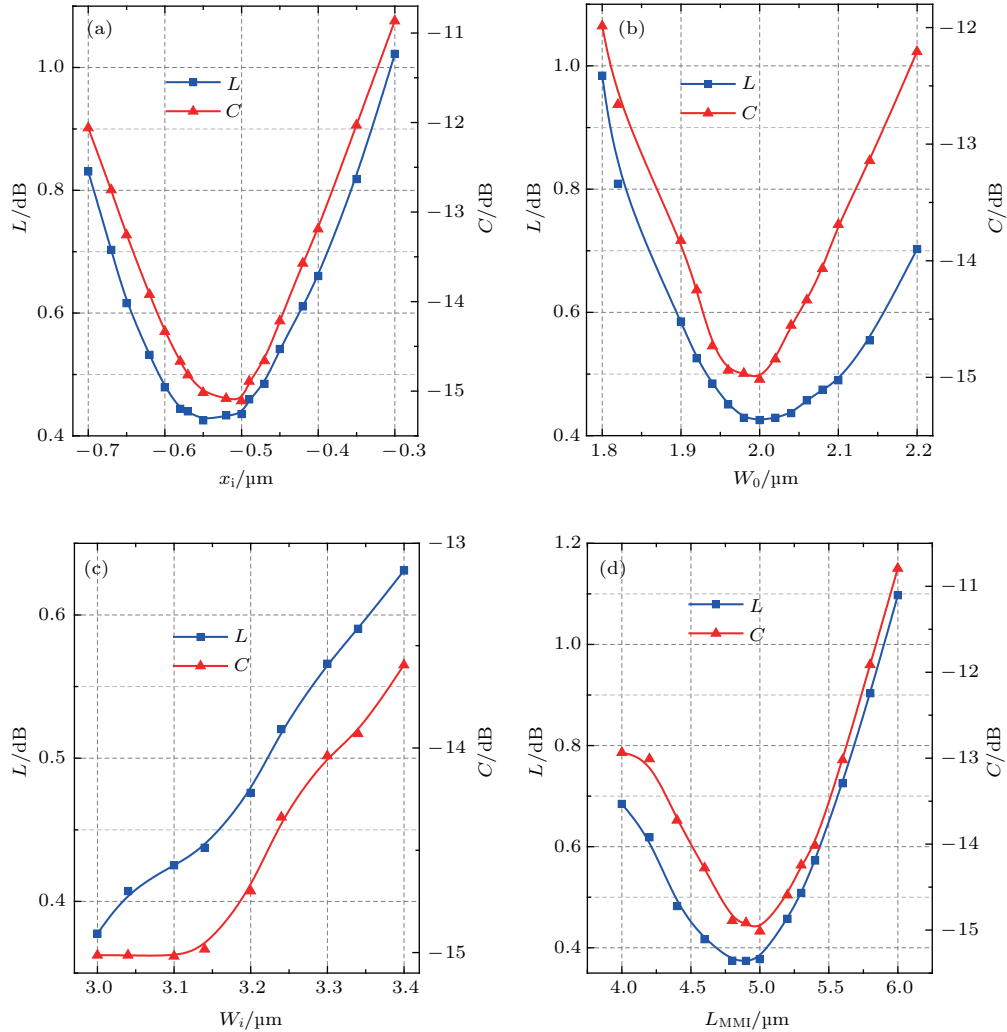 (a)
L
C
1.0
0.8
0.6
0.4
L/dB
−11
−12
−13
−14
−15
C/dB
−0.7 −0.6 −0.5 −0.4 −0.3
x_i/µm
(b)
L
C
1.0
0.8
0.6
0.4
L/dB
−12
−13
−14
−15
C/dB
1.8 1.9 2.0 2.1 2.2
W_0/µm
(c)
L
C
0.6
0.5
0.4
L/dB
−13
−14
−15
C/dB
3.0 3.1 3.2 3.3 3.4
W_i/µm
(d)
L
C
1.2
1.0
0.8
0.6
0.4
L/dB
−11
−12
−13
−14
−15
C/dB
4.0 4.5 5.0 5.5 6.0
L_MMI/µm